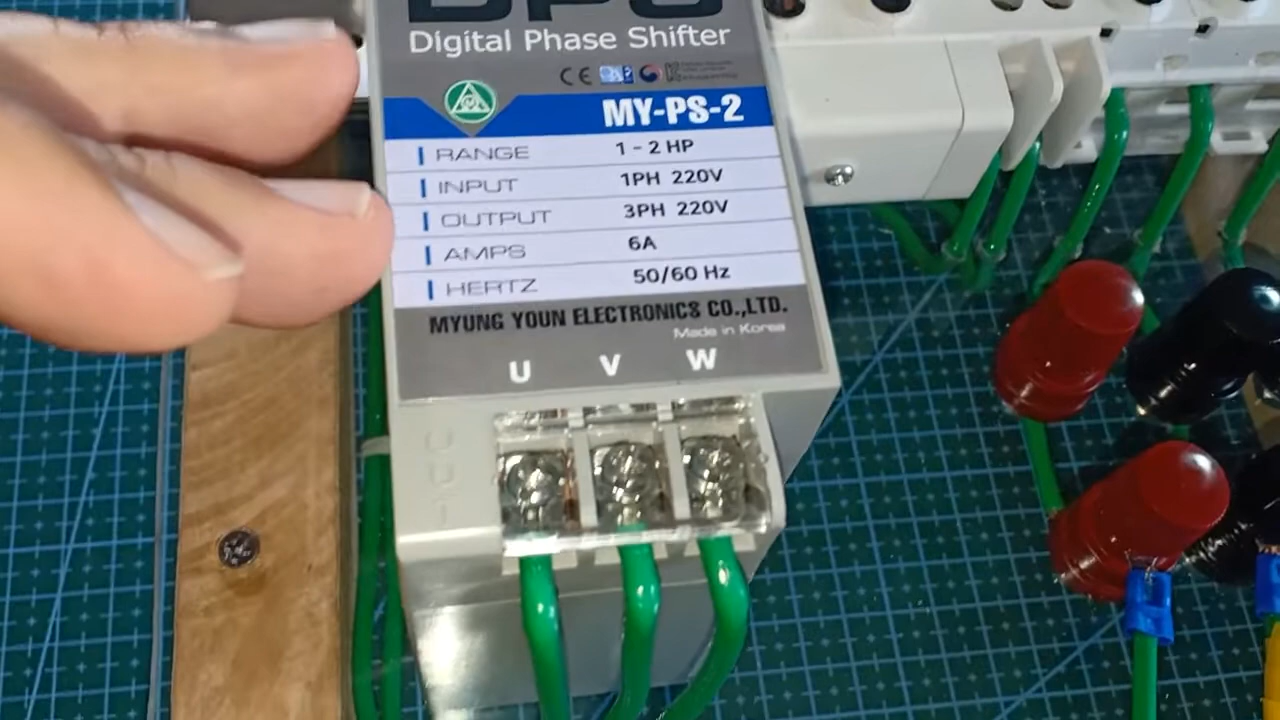 DPS
Digital Phase Shifter
CE
MY-PS-2
RANGE 1 - 2 HP
INPUT 1PH 220V
OUTPUT 3PH 220V
AMPS 6A
HERTZ 50/60 Hz
MYUNG YOUN ELECTRONICS CO.,LTD.
Made in Korea
U V W